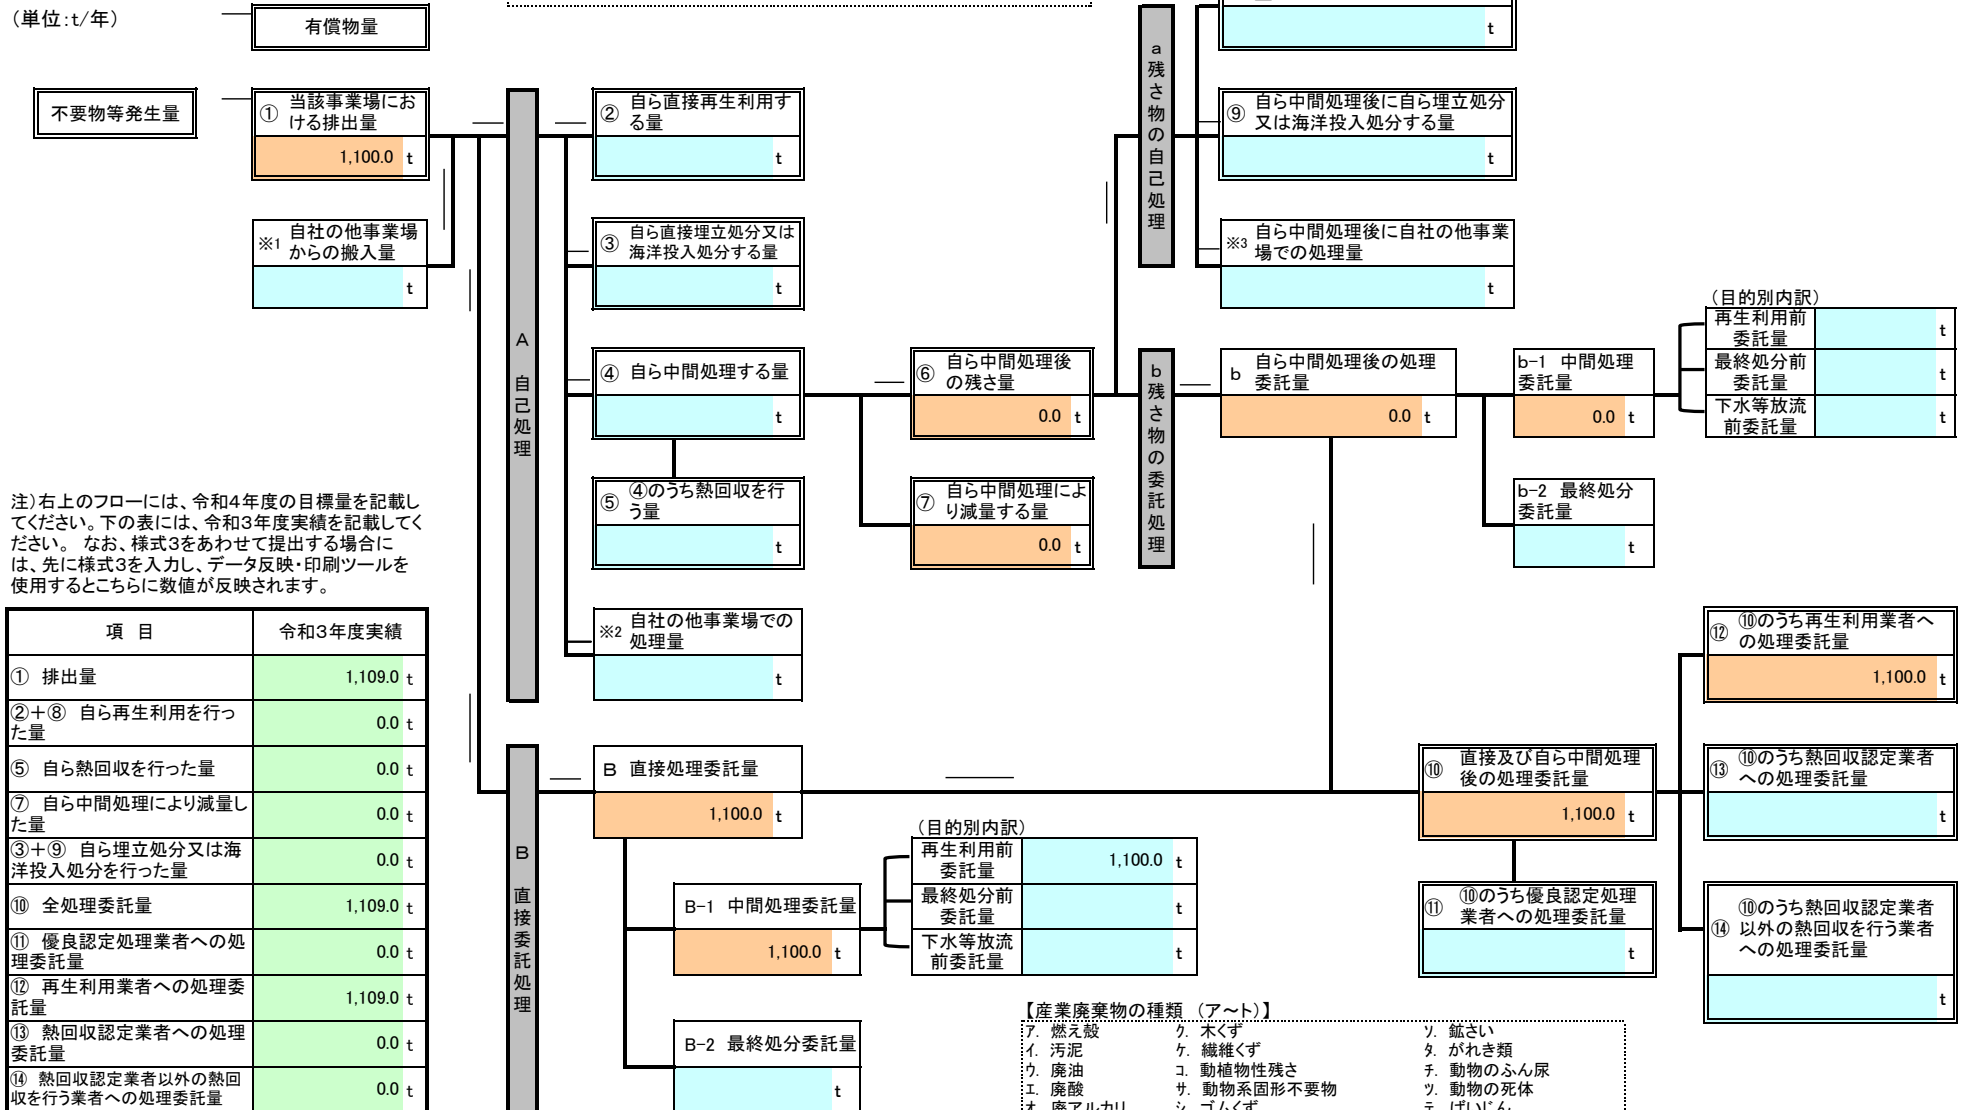 （単位：t/年）
有償物量
t
不要物等発生量
① 当該事業場にお
ける排出量
1,100.0 t
※1 自社の他事業場
からの搬入量
t
A 自己処理
② 自ら直接再生利用す
る量
t
③ 自ら直接埋立処分又は
海洋投入処分する量
t
④ 自ら中間処理する量
t
⑤ ④のうち熱回収を行
う量
t
※2 自社の他事業場での
処理量
t
⑥ 自ら中間処理後
の残さ量
0.0 t
⑦ 自ら中間処理によ
り減量する量
0.0 t
a 残さ物の自己処理
⑨ 自ら中間処理後に自ら埋立処分
又は海洋投入処分する量
t
※3 自ら中間処理後に自社の他事業
場での処理量
t
b 残さ物の委託処理
b 自ら中間処理後の処理
委託量
0.0 t
b-1 中間処理
委託量
0.0 t
b-2 最終処分
委託量
t
（目的別内訳）
再生利用前
委託量
t
最終処分前
委託量
t
下水等放流
前委託量
t
注）右上のフローには、令和４年度の目標量を記載し
てください。下の表には、令和３年度実績を記載してく
ださい。 なお、様式３をあわせて提出する場合に
は、先に様式３を入力し、データ反映・印刷ツールを
使用するとこちらに数値が反映されます。
項 目 令和３年度実績
① 排出量 1,109.0 t
②＋⑧ 自ら再生利用を行っ
た量 0.0 t
⑤ 自ら熱回収を行った量 0.0 t
⑦ 自ら中間処理により減量し
た量 0.0 t
③＋⑨ 自ら埋立処分又は海
洋投入処分を行った量 0.0 t
⑩ 全処理委託量 1,109.0 t
⑪ 優良認定処理業者への処
理委託量 0.0 t
⑫ 再生利用業者への処理委
託量 1,109.0 t
⑬ 熱回収認定業者への処理
委託量 0.0 t
⑭ 熱回収認定業者以外の熱回
収を行う業者への処理委託量 0.0 t
B 直接委託処理
B 直接処理委託量
1,100.0 t
B-1 中間処理委託量
1,100.0 t
B-2 最終処分委託量
t
（目的別内訳）
再生利用前
委託量
1,100.0 t
最終処分前
委託量
t
下水等放流
前委託量
t
⑩ 直接及び自ら中間処理
後の処理委託量
1,100.0 t
⑪ ⑩のうち優良認定処理
業者への処理委託量
t
⑫ ⑩のうち再生利用業者へ
の処理委託量
1,100.0 t
⑬ ⑩のうち熱回収認定業者
への処理委託量
t
⑭ ⑩のうち熱回収認定業者
以外の熱回収を行う業者
への処理委託量
t
【産業廃棄物の種類 （ア～ト）】
ｱ. 燃え殻 ｸ. 木くず ｿ. 鉱さい
ｲ. 汚泥 ｹ. 繊維くず ﾀ. がれき類
ｳ. 廃油 ｺ. 動植物性残さ ﾁ. 動物のふん尿
ｴ. 廃酸 ｻ. 動物系固形不要物 ﾂ. 動物の死体
ｵ. 廃アルカリ ｼ. ゴムくず ﾃ. ばいじん